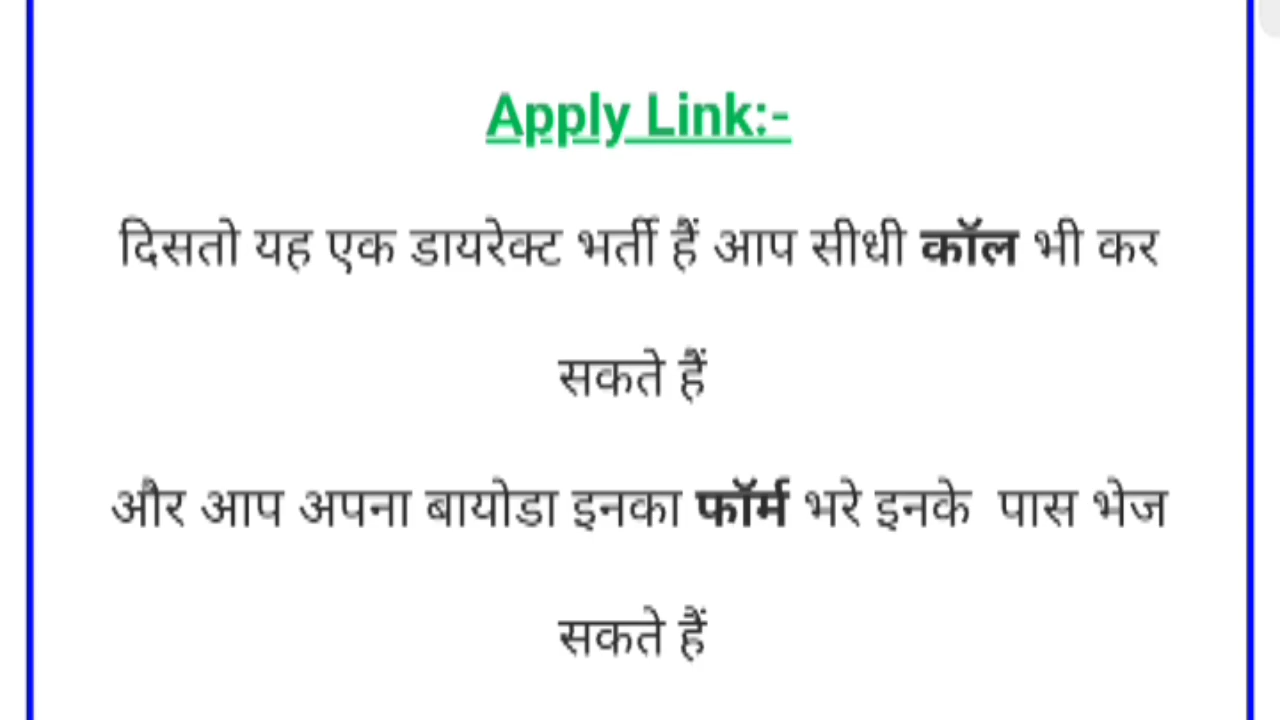 Apply Link:-
दिसतो यह एक डायरेक्ट भर्ती हैं आप सीधी कॉल भी कर
सकते हैं
और आप अपना बायोडा इनका फॉर्म भरे इनके पास भेज
सकते हैं